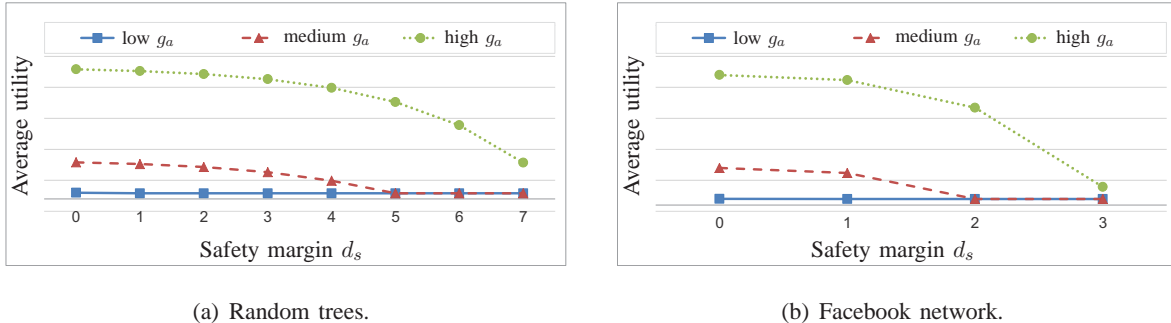 low g_a medium g_a high g_a
Average utility
0 1 2 3 4 5 6 7
Safety margin d_s
(a) Random trees.
low g_a medium g_a high g_a
Average utility
0 1 2 3
Safety margin d_s
(b) Facebook network.